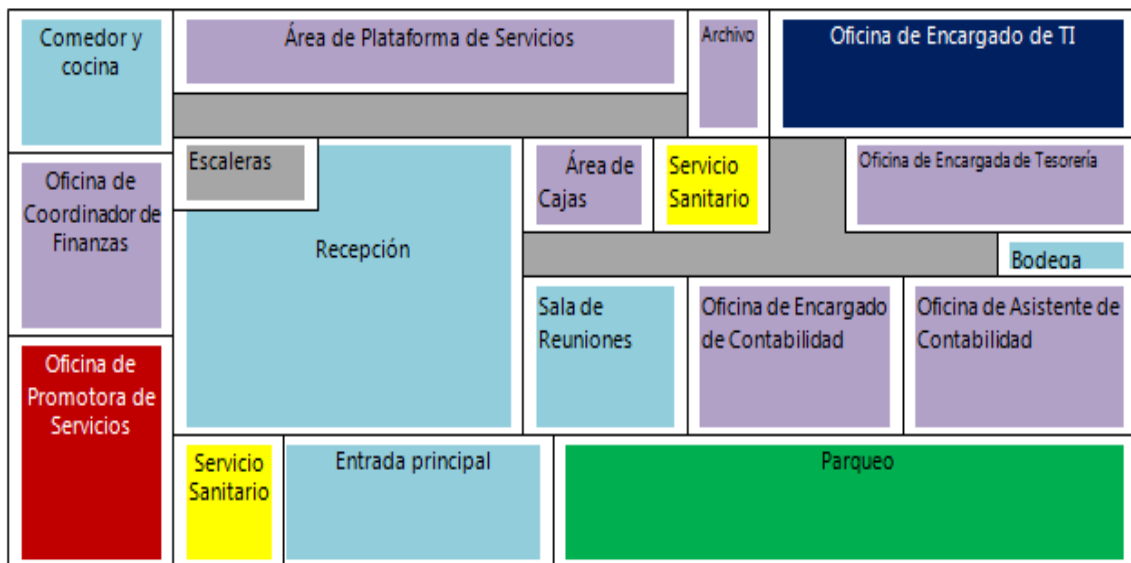 Comedor y
cocina
Área de Plataforma de Servicios
Archivo
Oficina de Encargado de TI
Escaleras
Área de
Cajas
Servicio
Sanitario
Oficina de Encargada de Tesorería
Oficina de
Coordinador de
Finanzas
Recepción
Bodega
Sala de
Reuniones
Oficina de Encargado
de Contabilidad
Oficina de Asistente de
Contabilidad
Oficina de
Promotora de
Servicios
Servicio
Sanitario
Entrada principal
Parqueo